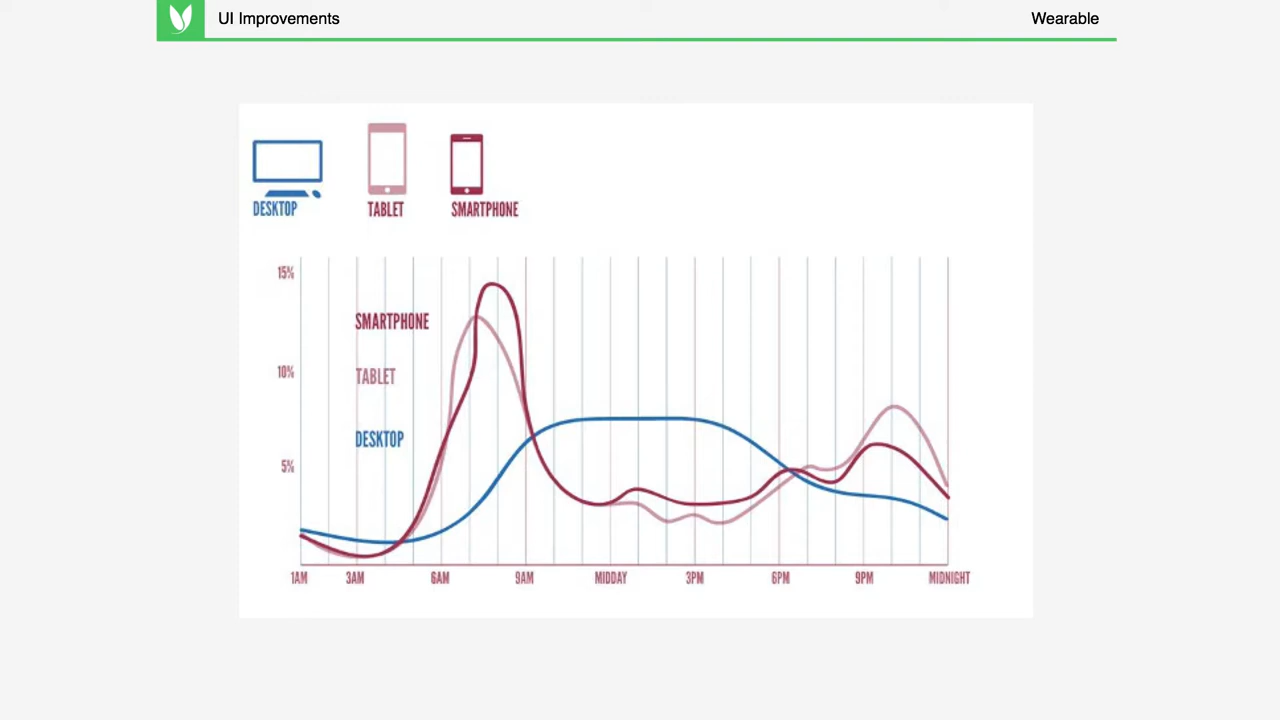 UI Improvements
Wearable
DESKTOP
TABLET
SMARTPHONE
15%
SMARTPHONE
10%
TABLET
DESKTOP
5%
1AM 3AM 6AM 9AM MIDDAY 3PM 6PM 9PM MIDNIGHT